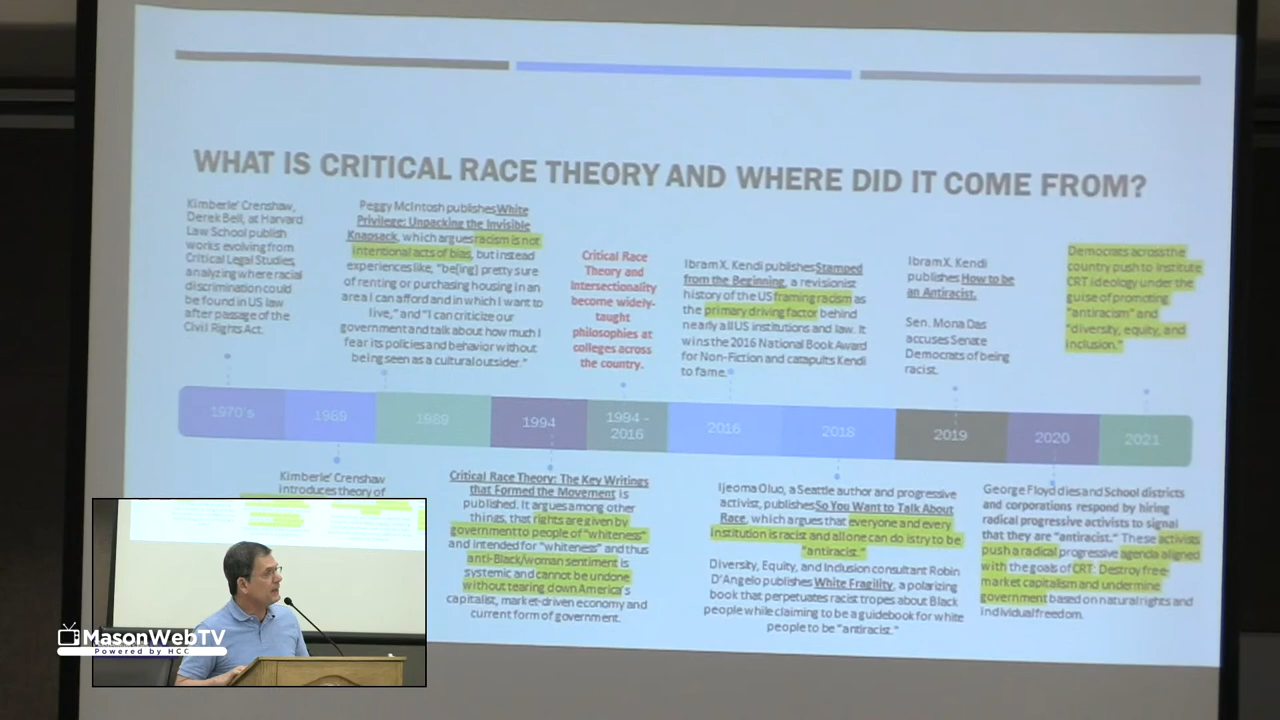 WHAT IS CRITICAL RACE THEORY AND WHERE DID IT COME FROM?
Kimberle' Crenshaw,
Derek Bell, at Harvard
Law School publish
works evolving from
Critical Legal Studies,
analyzing where racial
discrimination could
be found in US law
after passage of the
Civil Rights Act.
Peggy McIntosh publishes White
Privilege: Unpacking the Invisible
Knapsack, which argues racism is not
intentional acts of bias, but instead
experiences like, "be[ing] pretty sure
of renting or purchasing housing in an
area I can afford and in which I want to
live," and "I can criticize our
government and talk about how much I
fear its policies and behavior without
being seen as a cultural outsider."
Critical Race
Theory and
Intersectionality
become widely-
taught
philosophies at
colleges across
the country.
Ibram X. Kendi publishes Stamped
from the Beginning, a revisionist
history of the US framing racism as
the primary driving factor behind
nearly all US institutions and law. It
wins the 2016 National Book Award
for Non-Fiction and catapults Kendi
to fame.
Ibram X. Kendi
publishes How to be
an Antiracist.
Sen. Mona Das
accuses Senate
Democrats of being
racist.
Democrats across the
country push to institute
CRT ideology under the
guise of promoting
"antiracism" and
"diversity, equity, and
inclusion."
1970's
1989
1989
1994
1994 -
2016
2016
2018
2019
2020
2021
Kimberle' Crenshaw
introduces theory of
Critical Race Theory: The Key Writings
that Formed the Movement is
published. It argues among other
things, that rights are given by
government to people of "whiteness"
and intended for "whiteness" and thus
anti-Black/woman sentiment is
systemic and cannot be undone
without tearing down America's
capitalist, market-driven economy and
current form of government.
Ijeoma Oluo, a Seattle author and progressive
activist, publishes So You Want to Talk About
Race, which argues that everyone and every
institution is racist and all one can do is try to be
"antiracist."
Diversity, Equity, and Inclusion consultant Robin
D'Angelo publishes White Fragility, a polarizing
book that perpetuates racist tropes about Black
people while claiming to be a guidebook for white
people to be "antiracist."
George Floyd dies and School districts
and corporations respond by hiring
radical progressive activists to signal
that they are "antiracist." These activists
push a radical progressive agenda aligned
with the goals of CRT: Destroy free-
market capitalism and undermine
government based on natural rights and
individual freedom.
MasonWebTV
Powered by HCC